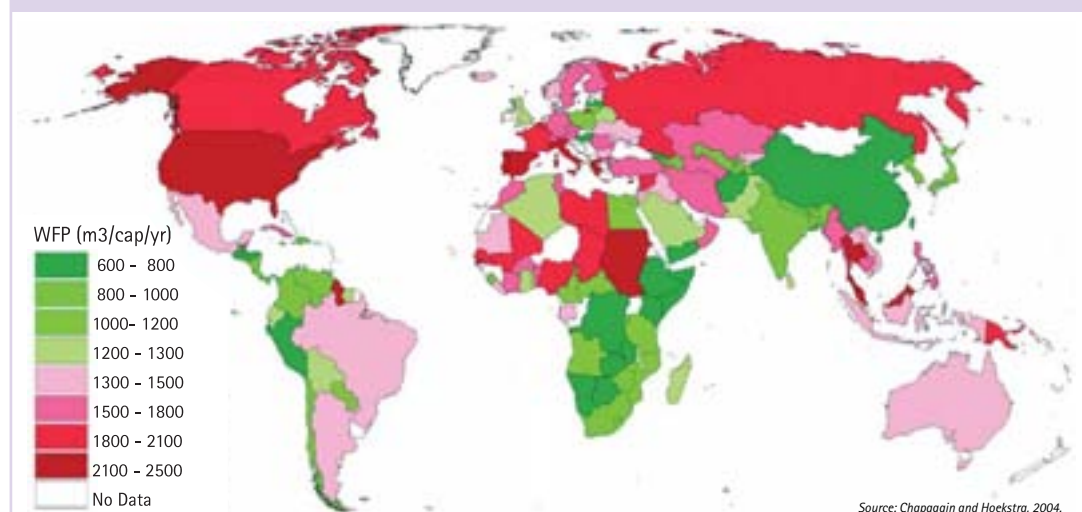 WFP (m3/cap/yr)
600 - 800
800 - 1000
1000- 1200
1200 - 1300
1300 - 1500
1500 - 1800
1800 - 2100
2100 - 2500
No Data
Source: Chapagain and Hoekstra, 2004.